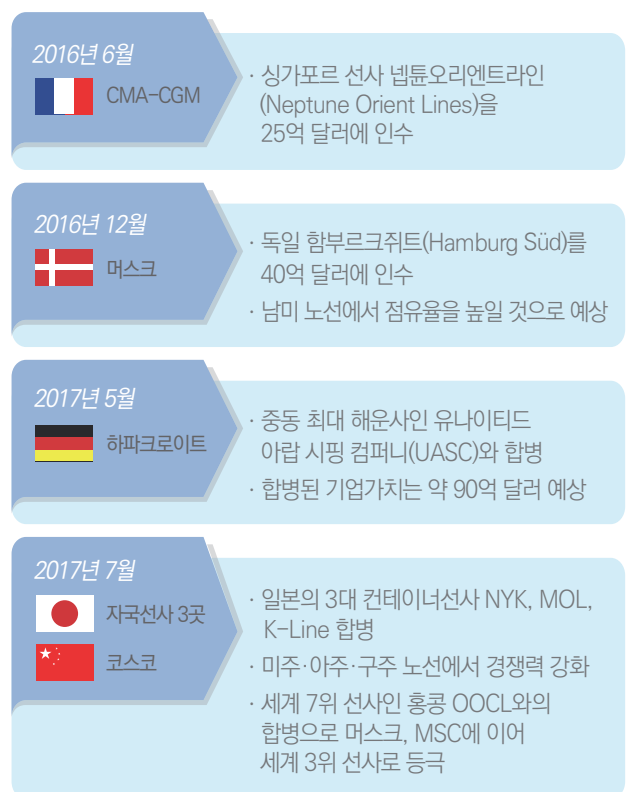 2016년 6월
CMA-CGM
· 싱가포르 선사 넵튠오리엔트라인
(Neptune Orient Lines)을
25억 달러에 인수
2016년 12월
머스크
· 독일 함부르크쥐트(Hamburg Süd)를
40억 달러에 인수
· 남미 노선에서 점유율을 높일 것으로 예상
2017년 5월
하파크로이트
· 중동 최대 해운사인 유나이티드
아랍 시핑 컴퍼니(UASC)와 합병
· 합병된 기업가치는 약 90억 달러 예상
2017년 7월
자국선사 3곳
코스코
· 일본의 3대 컨테이너선사 NYK, MOL,
K-Line 합병
· 미주·아주·구주 노선에서 경쟁력 강화
· 세계 7위 선사인 홍콩 OOCL와의
합병으로 머스크, MSC에 이어
세계 3위 선사로 등극